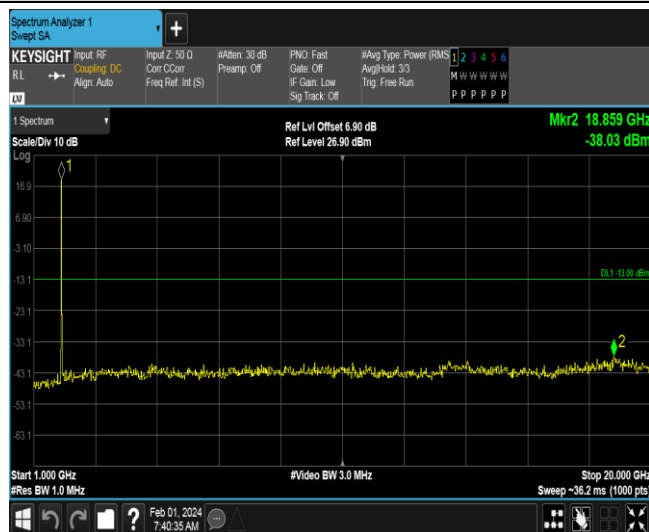 Spectrum Analyzer 1
Swept SA
KEYSIGHT
RL
LXI
Input: RF
Coupling: DC
Align: Auto
Input Z: 50 Ω
Corr CCorr
Freq Ref: Int (S)
#Atten: 30 dB
Preamp: Off
PNO: Fast
Gate: Off
IF Gain: Low
Sig Track: Off
#Avg Type: Power (RMS
Avg|Hold: 3/3
Trig: Free Run
1 2 3 4 5 6
M W W W W W
P P P P P P
1 Spectrum
Scale/Div 10 dB
Ref Lvl Offset 6.90 dB
Ref Level 26.90 dBm
Mkr2 18.859 GHz
-38.03 dBm
Log
1
16.9
6.90
-3.10
-13.1
DL1 -13.00 dBm
-23.1
-33.1
2
-43.1
-53.1
-63.1
Start 1.000 GHz
#Video BW 3.0 MHz
Stop 20.000 GHz
#Res BW 1.0 MHz
Sweep ~36.2 ms (1000 pts)
?
Feb 01, 2024
7:40:35 AM